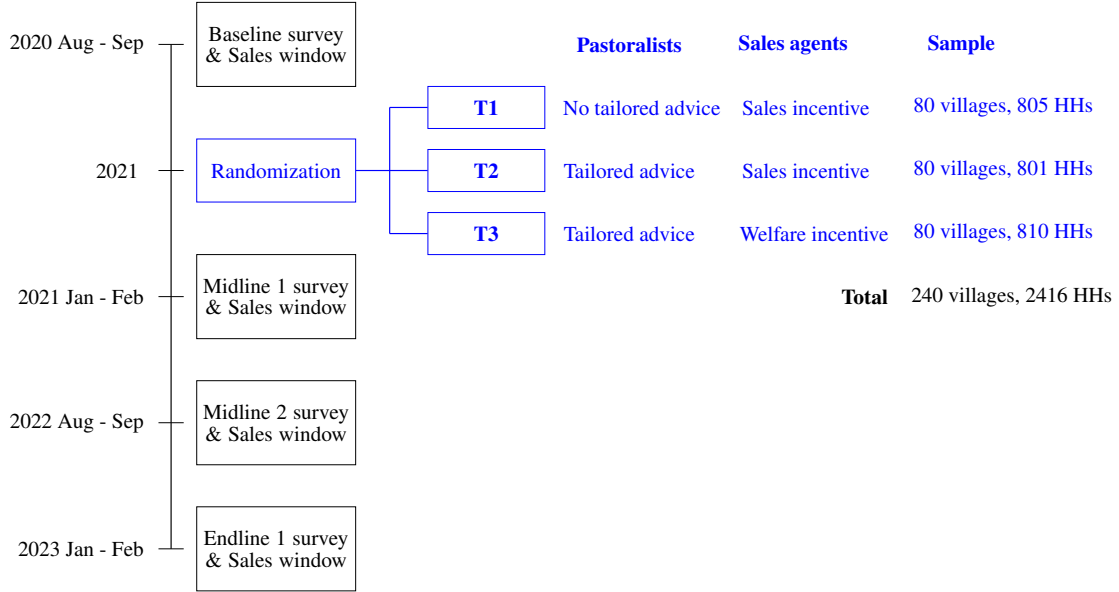 2020 Aug - Sep
Baseline survey
& Sales window
Pastoralists
Sales agents
Sample
T1
No tailored advice
Sales incentive
80 villages, 805 HHs
2021
Randomization
T2
Tailored advice
Sales incentive
80 villages, 801 HHs
T3
Tailored advice
Welfare incentive
80 villages, 810 HHs
2021 Jan - Feb
Midline 1 survey
& Sales window
Total
240 villages, 2416 HHs
2022 Aug - Sep
Midline 2 survey
& Sales window
2023 Jan - Feb
Endline 1 survey
& Sales window